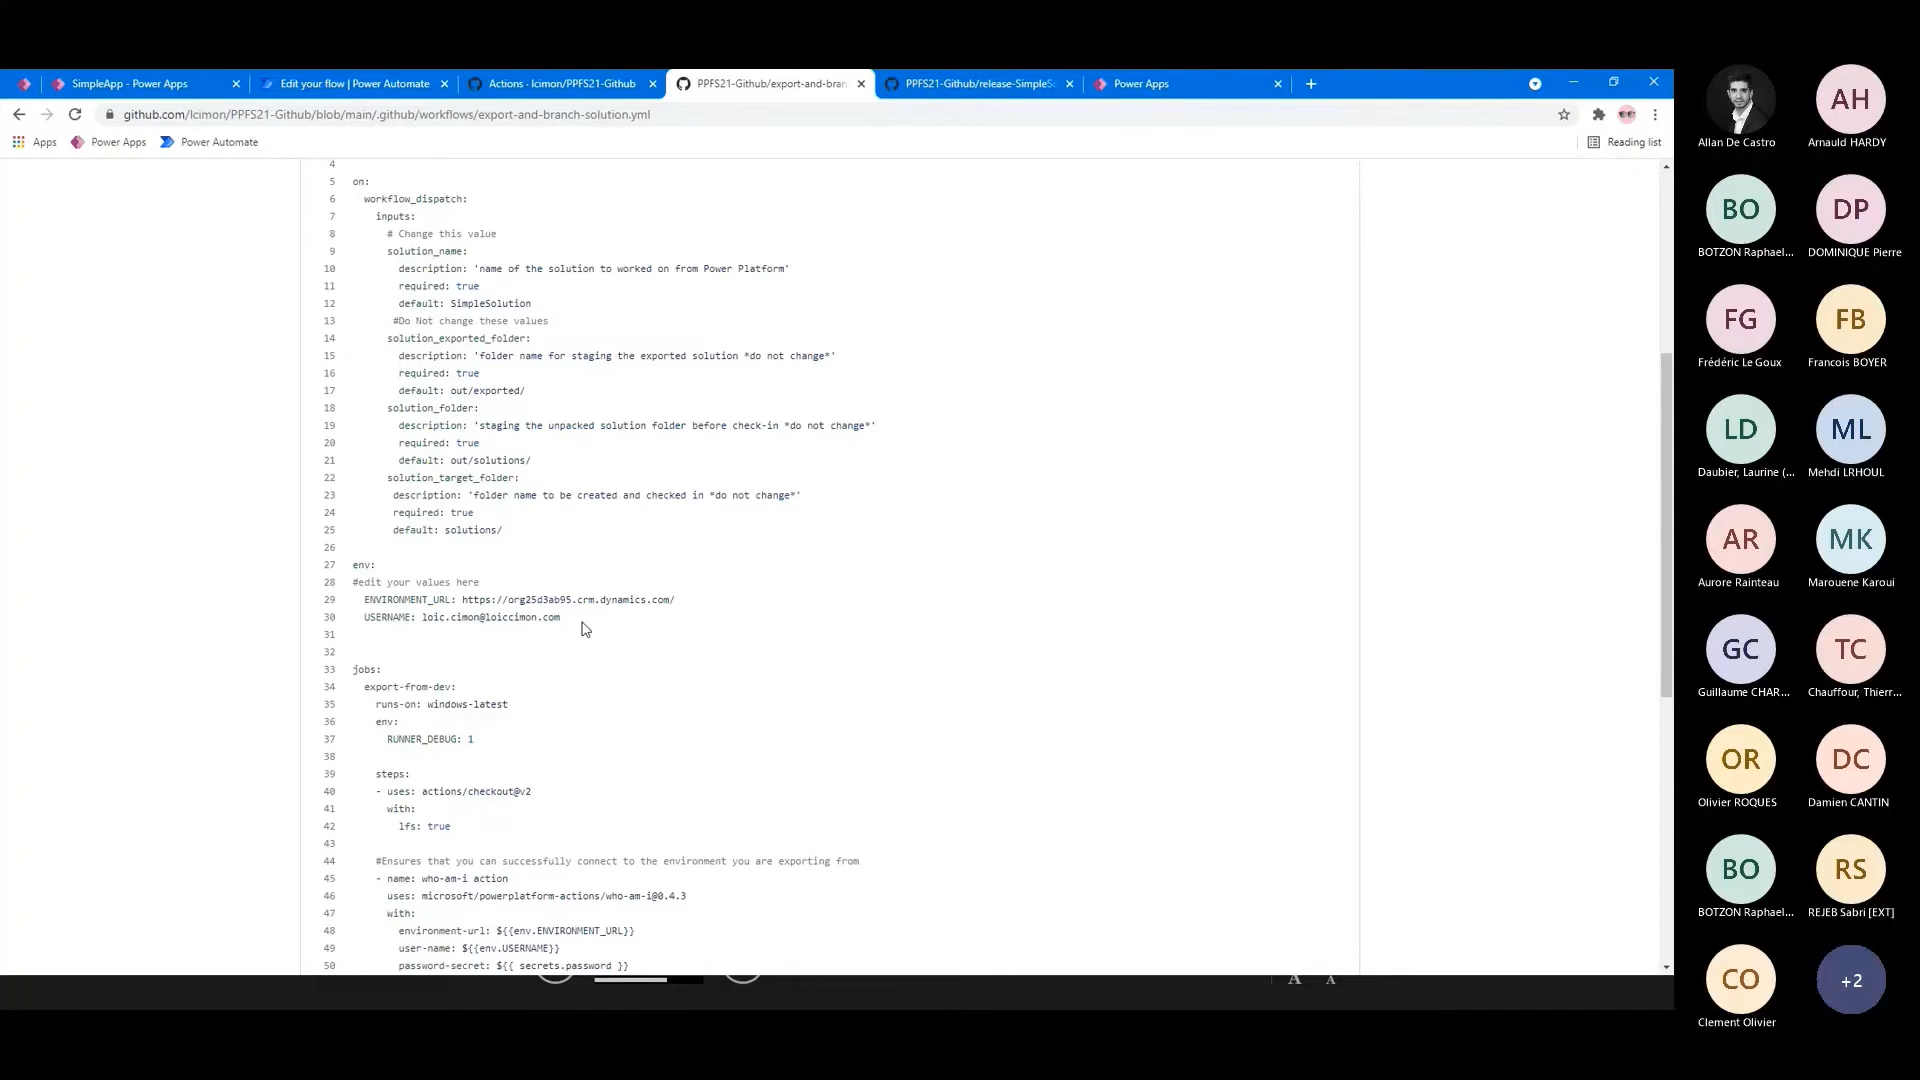 SimpleApp - Power Apps
Edit your flow | Power Automate
Actions · lcimon/PPFS21-Github
PPFS21-Github/export-and-bran
PPFS21-Github/release-SimpleSo
Power Apps
github.com/lcimon/PPFS21-Github/blob/main/.github/workflows/export-and-branch-solution.yml
Apps
Power Apps
Power Automate
Reading list
4
5 on:
6 workflow_dispatch:
7 inputs:
8 # Change this value
9 solution_name:
10 description: 'name of the solution to worked on from Power Platform'
11 required: true
12 default: SimpleSolution
13 #Do Not change these values
14 solution_exported_folder:
15 description: 'folder name for staging the exported solution *do not change*'
16 required: true
17 default: out/exported/
18 solution_folder:
19 description: 'staging the unpacked solution folder before check-in *do not change*'
20 required: true
21 default: out/solutions/
22 solution_target_folder:
23 description: 'folder name to be created and checked in *do not change*'
24 required: true
25 default: solutions/
26
27 env:
28 #edit your values here
29 ENVIRONMENT_URL: https://org25d3ab95.crm.dynamics.com/
30 USERNAME: loic.cimon@loiccimon.com
31
32
33 jobs:
34 export-from-dev:
35 runs-on: windows-latest
36 env:
37 RUNNER_DEBUG: 1
38
39 steps:
40 - uses: actions/checkout@v2
41 with:
42 lfs: true
43
44 #Ensures that you can successfully connect to the environment you are exporting from
45 - name: who-am-i action
46 uses: microsoft/powerplatform-actions/who-am-i@0.4.3
47 with:
48 environment-url: ${{env.ENVIRONMENT_URL}}
49 user-name: ${{env.USERNAME}}
50 password-secret: ${{ secrets.password }}
A A
Allan De Castro
AH
Arnauld HARDY
BO
BOTZON Raphael...
DP
DOMINIQUE Pierre
FG
Frédéric Le Goux
FB
Francois BOYER
LD
Daubier, Laurine (...
ML
Mehdi LRHOUL
AR
Aurore Rainteau
MK
Marouene Karoui
GC
Guillaume CHAR...
TC
Chauffour, Thierr...
OR
Olivier ROQUES
DC
Damien CANTIN
BO
BOTZON Raphael...
RS
REJEB Sabri [EXT]
CO
Clement Olivier
+2